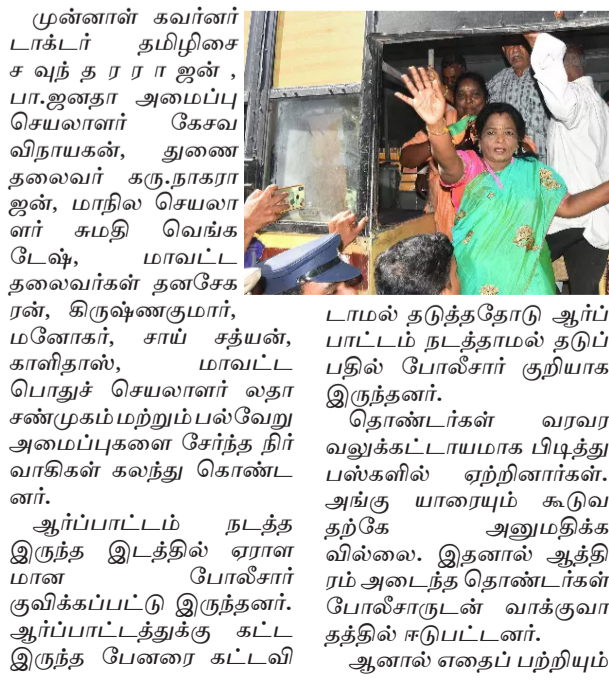 முன்னாள் கவர்னர்
டாக்டர் தமிழிசை
சவுந்தரராஜன்,
பா.ஜனதா அமைப்பு
செயலாளர் கேசவ
விநாயகன், துணை
தலைவர் கரு.நாகரா
ஜன், மாநில செயலா
ளர் சுமதி வெங்க
டேஷ், மாவட்ட
தலைவர்கள் தனசேக
ரன், கிருஷ்ணகுமார்,
மனோகர், சாய் சத்யன்,
காளிதாஸ், மாவட்ட
பொதுச் செயலாளர் லதா
சண்முகம் மற்றும் பல்வேறு
அமைப்புகளை சேர்ந்த நிர்
வாகிகள் கலந்து கொண்ட
னர்.
ஆர்ப்பாட்டம் நடத்த
இருந்த இடத்தில் ஏராள
மான போலீசார்
குவிக்கப்பட்டு இருந்தனர்.
ஆர்ப்பாட்டத்துக்கு கட்ட
இருந்த பேனரை கட்டவி
டாமல் தடுத்ததோடு ஆர்ப்
பாட்டம் நடத்தாமல் தடுப்
பதில் போலீசார் குறியாக
இருந்தனர்.
தொண்டர்கள் வரவர
வலுக்கட்டாயமாக பிடித்து
பஸ்களில் ஏற்றினார்கள்.
அங்கு யாரையும் கூடுவ
தற்கே அனுமதிக்க
வில்லை. இதனால் ஆத்தி
ரம் அடைந்த தொண்டர்கள்
போலீசாருடன் வாக்குவா
தத்தில் ஈடுபட்டனர்.
ஆனால் எதைப் பற்றியும்